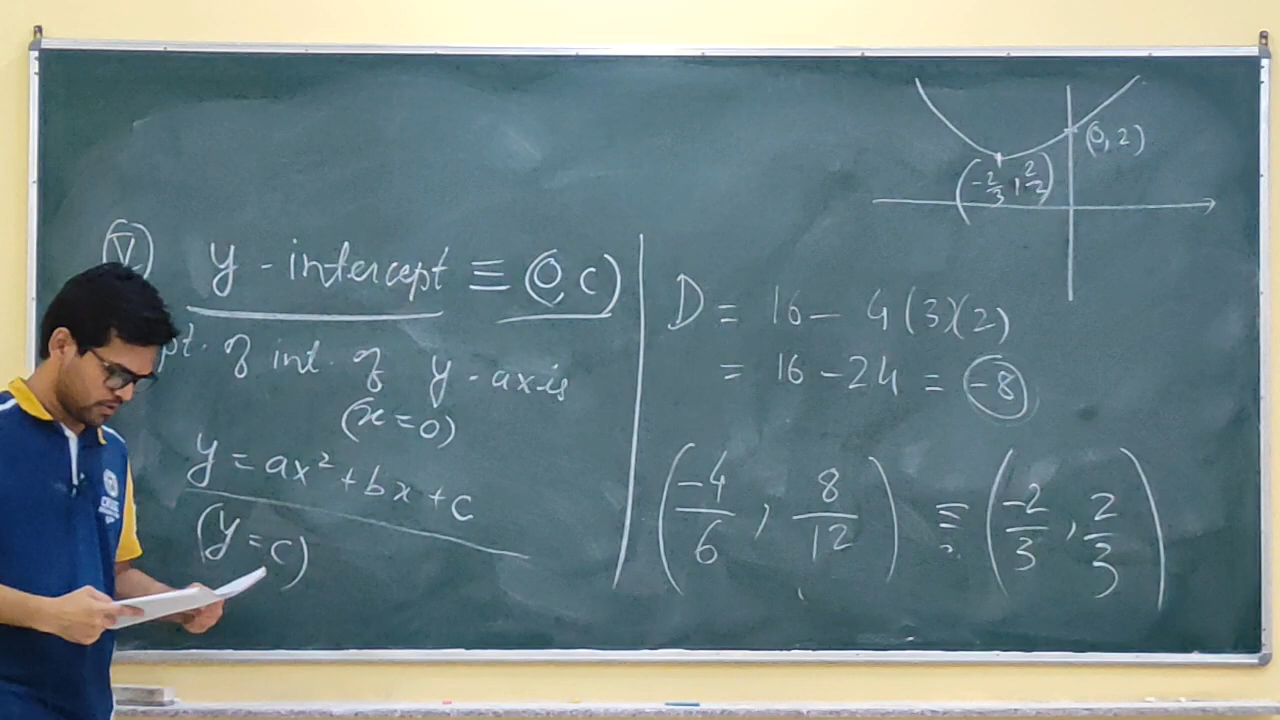 (V) y - intercept ≡ (0, c)
pt. of int. of y - axis
(x = 0)
y = ax² + bx + c
(y = c)
(0, 2)
(-2/3, 2/2)
D = 16 - 4(3)(2)
= 16 - 24 = -8
(-4/6, 8/12) ≡ (-2/3, 2/3)